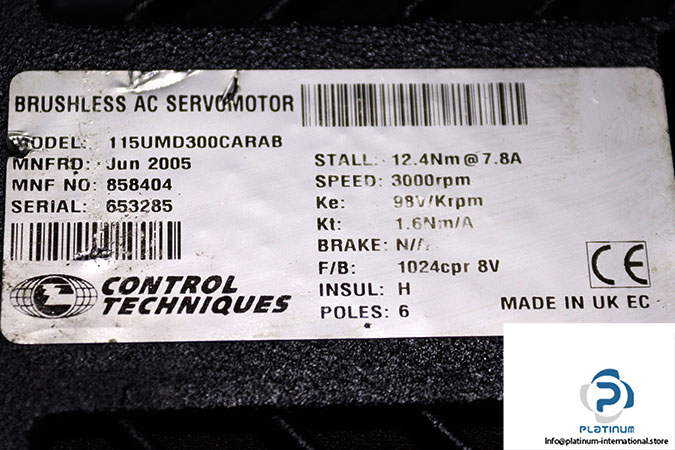 BRUSHLESS AC SERVOMOTOR
MODEL: 115UMD300CARAB
MNFRD: Jun 2005
MNF NO: 858404
SERIAL: 653285
CONTROL
TECHNIQUES
STALL: 12.4Nm@7.8A
SPEED: 3000rpm
Ke: 98V/Krpm
Kt: 1.6Nm/A
BRAKE:
F/B: 1024cpr 8V
INSUL: H
POLES: 6
CE
MADE IN UK EC
PLATINUM
Info@platinum-international.store